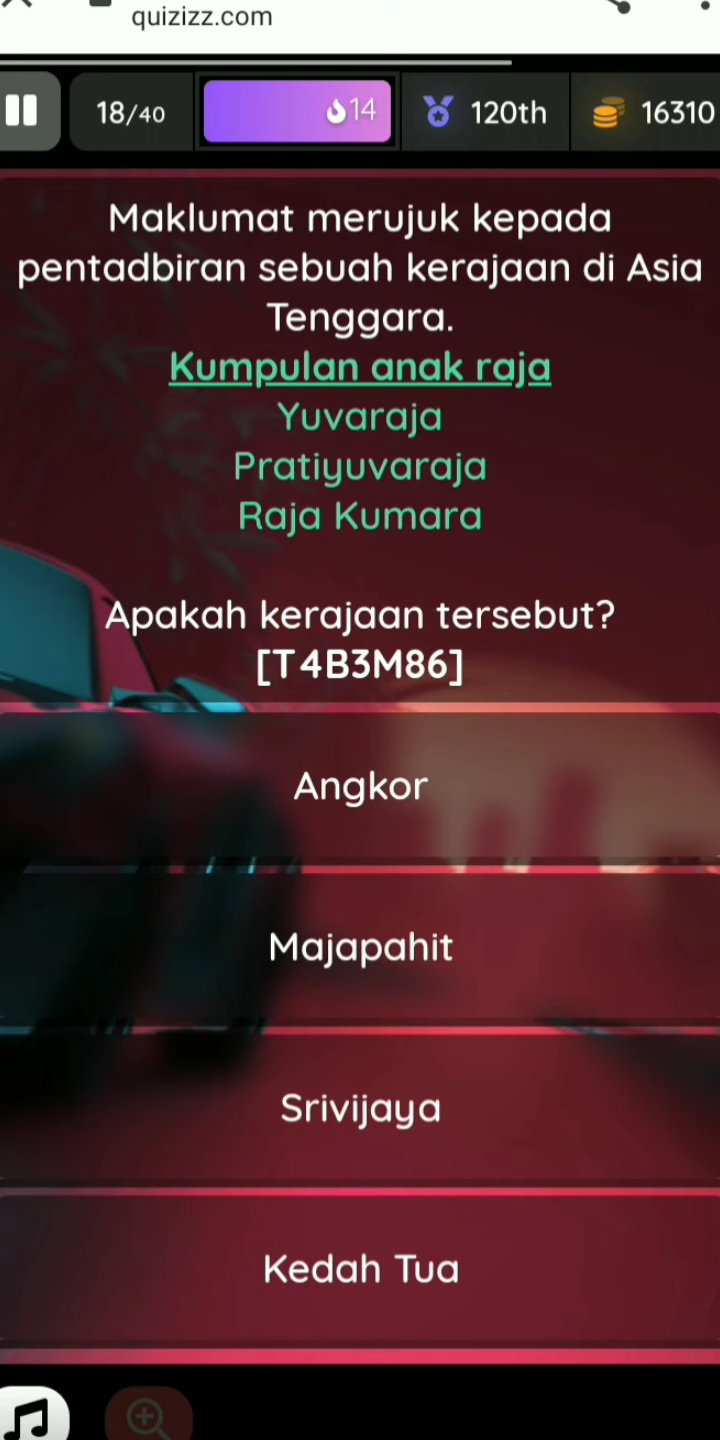 quizizz.com
18/40
14
120th
16310
Maklumat merujuk kepada
pentadbiran sebuah kerajaan di Asia
Tenggara.
Kumpulan anak raja
Yuvaraja
Pratiyuvaraja
Raja Kumara
Apakah kerajaan tersebut?
[T4B3M86]
Angkor
Majapahit
Srivijaya
Kedah Tua